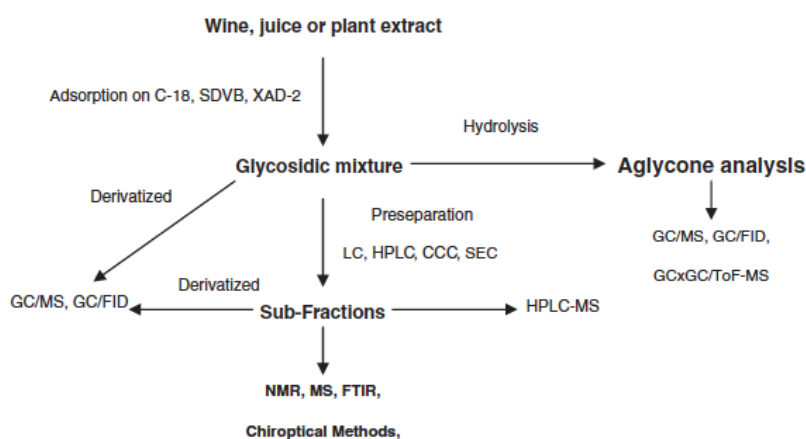 Wine, juice or plant extract
Adsorption on C-18, SDVB, XAD-2
Hydrolysis
Glycosidic mixture
Aglycone analysis
Derivatized
Preseparation
GC/MS, GC/FID,
LC, HPLC, CCC, SEC
GCxGC/ToF-MS
Derivatized
GC/MS, GC/FID
Sub-Fractions
HPLC-MS
NMR, MS, FTIR,
Chiroptical Methods,